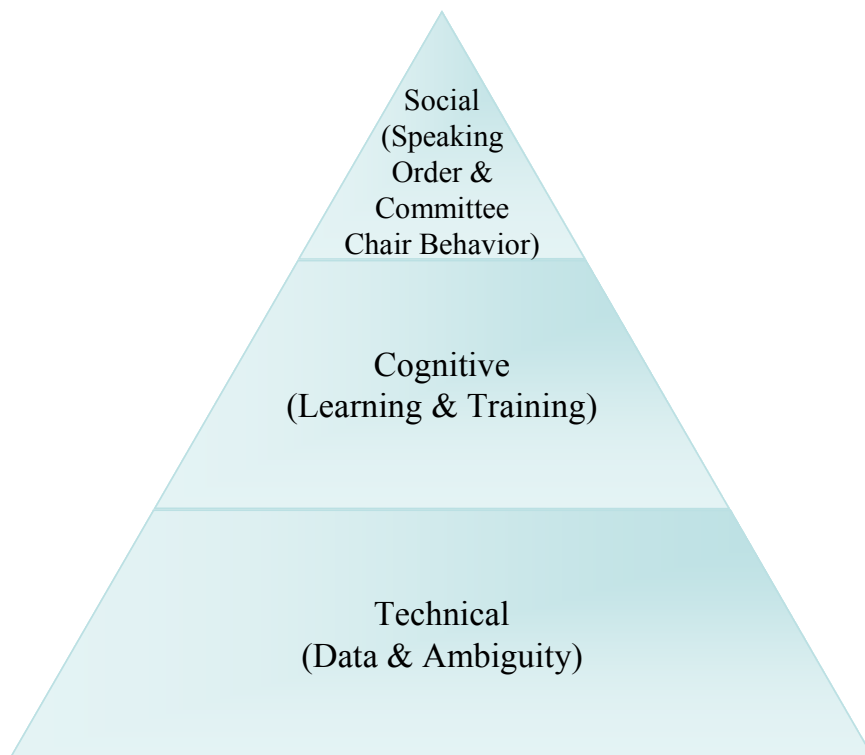 Social
(Speaking
Order &
Committee
Chair Behavior)
Cognitive
(Learning & Training)
Technical
(Data & Ambiguity)